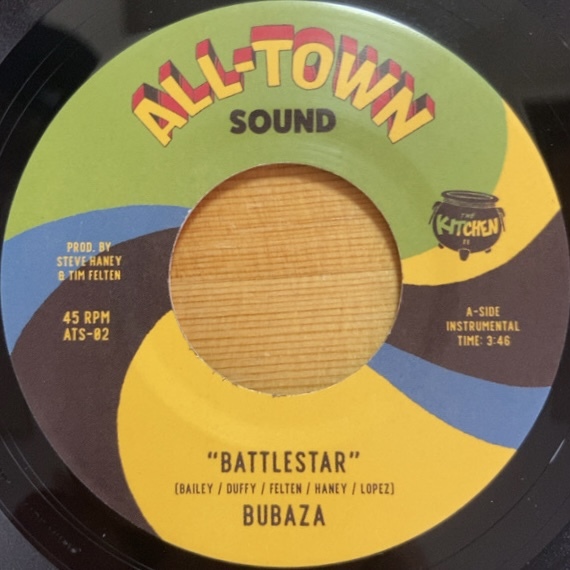 ALL-TOWN
SOUND
THE
KITCHEN
PROD. BY
STEVE HANEY
& TIM FELTEN
45 RPM
ATS-02
A-SIDE
INSTRUMENTAL
TIME: 3:46
"BATTLESTAR"
(BAILEY / DUFFY / FELTEN / HANEY / LOPEZ)
BUBAZA